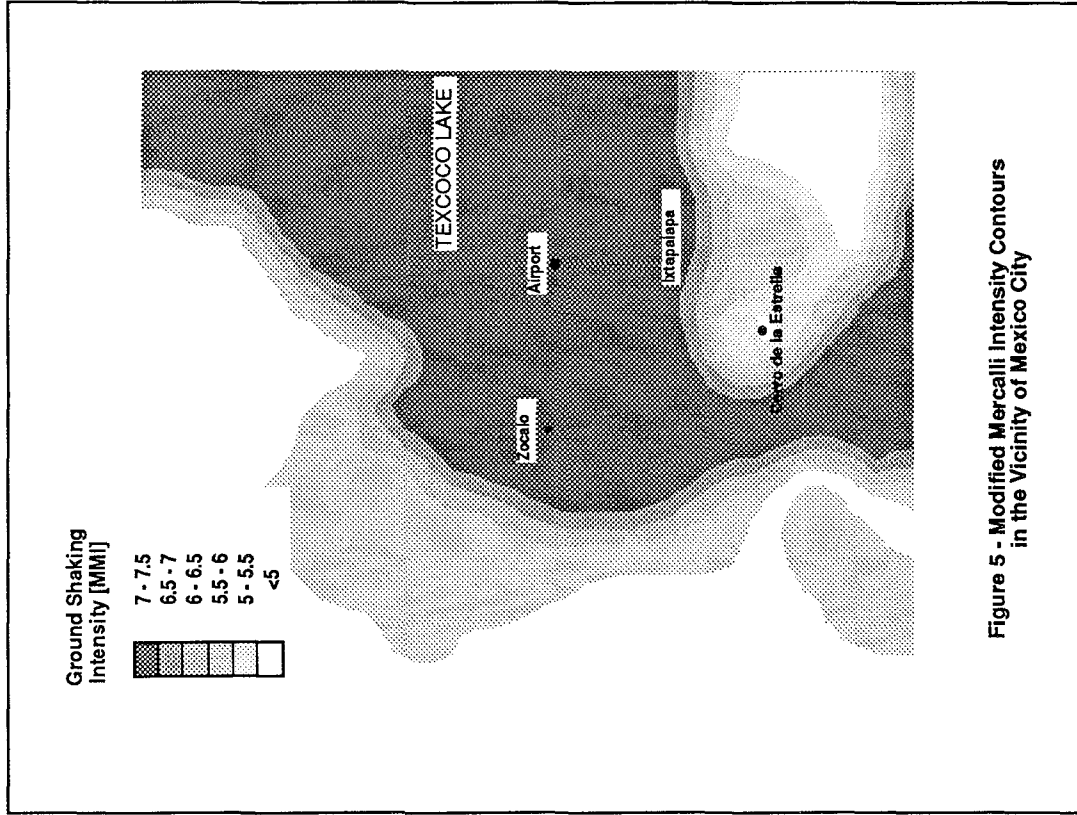 Ground Shaking
Intensity [MMI]
7 - 7.5
6.5 - 7
6 - 6.5
5.5 - 6
5 - 5.5
<5
TEXCOCO LAKE
Airport
Zocalo
Ixtapalapa
Cerro de la Estrella
Figure 5 - Modified Mercalli Intensity Contours
in the Vicinity of Mexico City